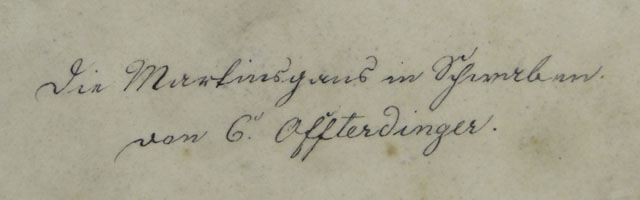 Die Martinsgans in Schwaben.
von C. Offterdinger.